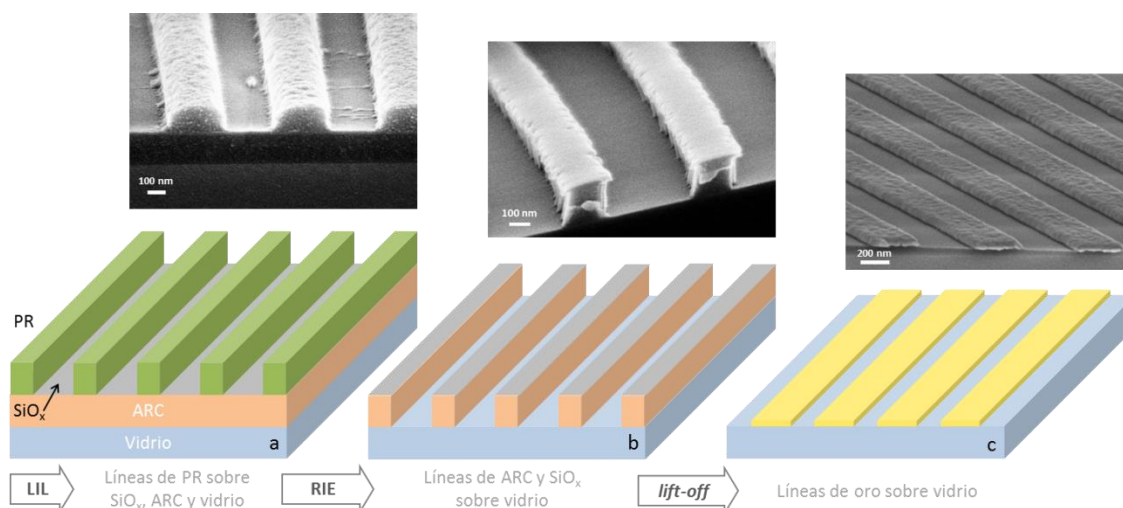 100 nm
100 nm
200 nm
PR
SiOₓ
ARC
Vidrio
a
b
c
LIL
Líneas de PR sobre
SiOₓ, ARC y vidrio
RIE
Líneas de ARC y SiOₓ
sobre vidrio
lift-off
Líneas de oro sobre vidrio